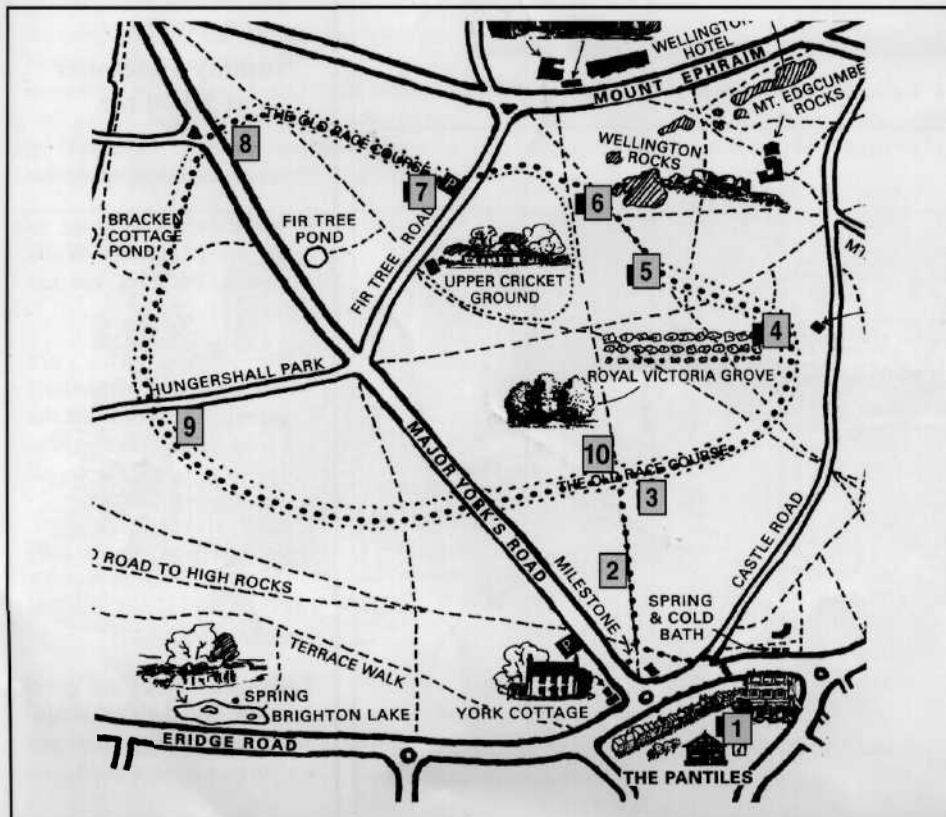 WELLINGTON
HOTEL
MOUNT EPHRAIM
MT. EDGCUMBE
ROCKS
THE OLD RACE COURSE
8
WELLINGTON
ROCKS
7
P
6
BRACKEN
COTTAGE
POND
FIR TREE
POND
FIR TREE ROAD
UPPER CRICKET
GROUND
5
MT.
4
ROYAL VICTORIA GROVE
HUNGERSHALL PARK
9
MAJOR YORK'S ROAD
10
THE OLD RACE COURSE
3
CASTLE ROAD
2
ROAD TO HIGH ROCKS
MILESTONE
SPRING
& COLD
BATH
TERRACE WALK
P
SPRING
BRIGHTON LAKE
YORK COTTAGE
1
ERIDGE ROAD
THE PANTILES